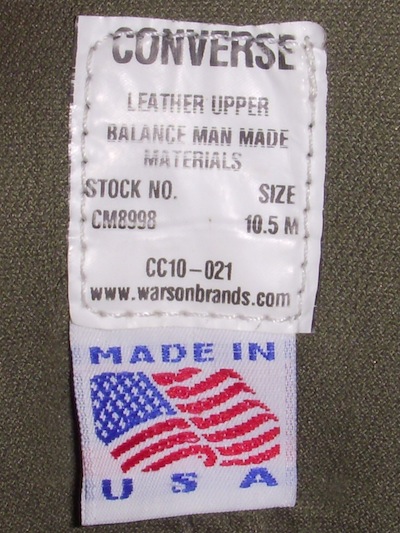 CONVERSE
LEATHER UPPER
BALANCE MAN MADE
MATERIALS
STOCK NO. SIZE
CM8998 10.5 M
CC10-021
www.warsonbrands.com
MADE IN
USA